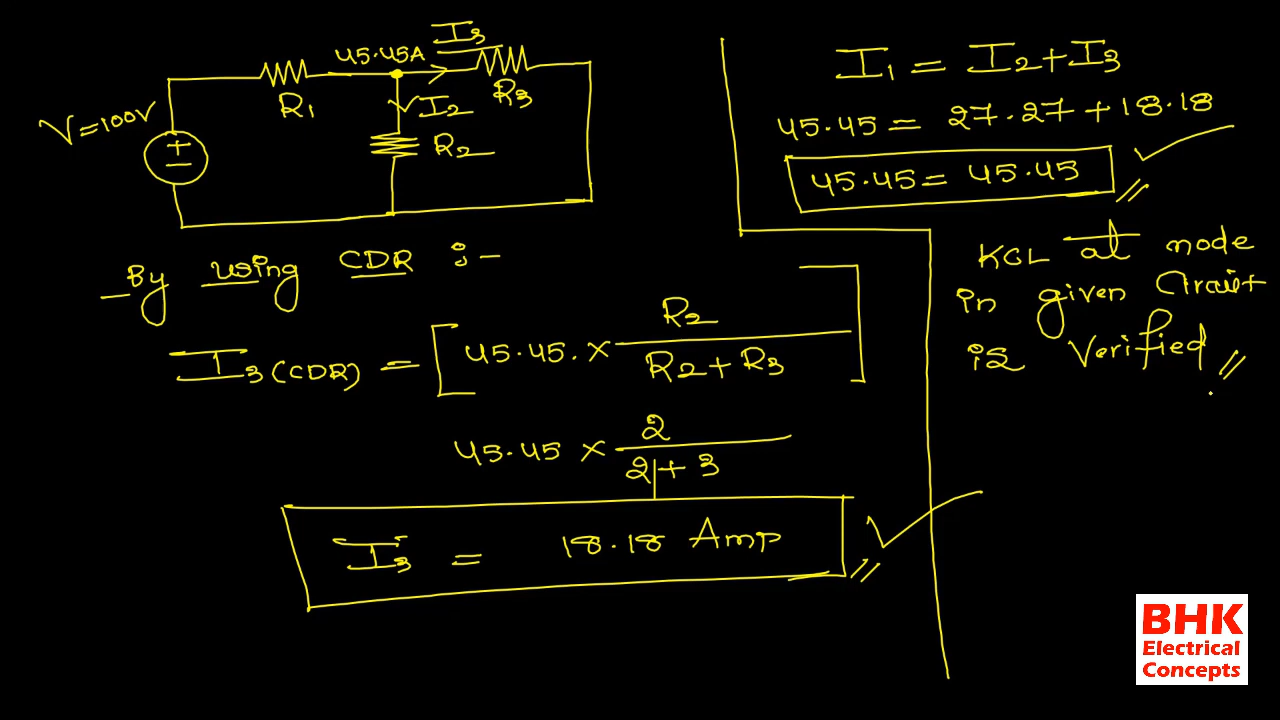 45.45A I3
V=100V R1 I2 R3
R2
By using CDR :-
I3(CDR) = [45.45. × R2
R2+R3]
45.45 × 2
2+3
I3 = 18.18 Amp
I1 = I2+I3
45.45 = 27.27+18.18
45.45 = 45.45
KCL at node
in given Circuit
is Verified
BHK
Electrical
Concepts